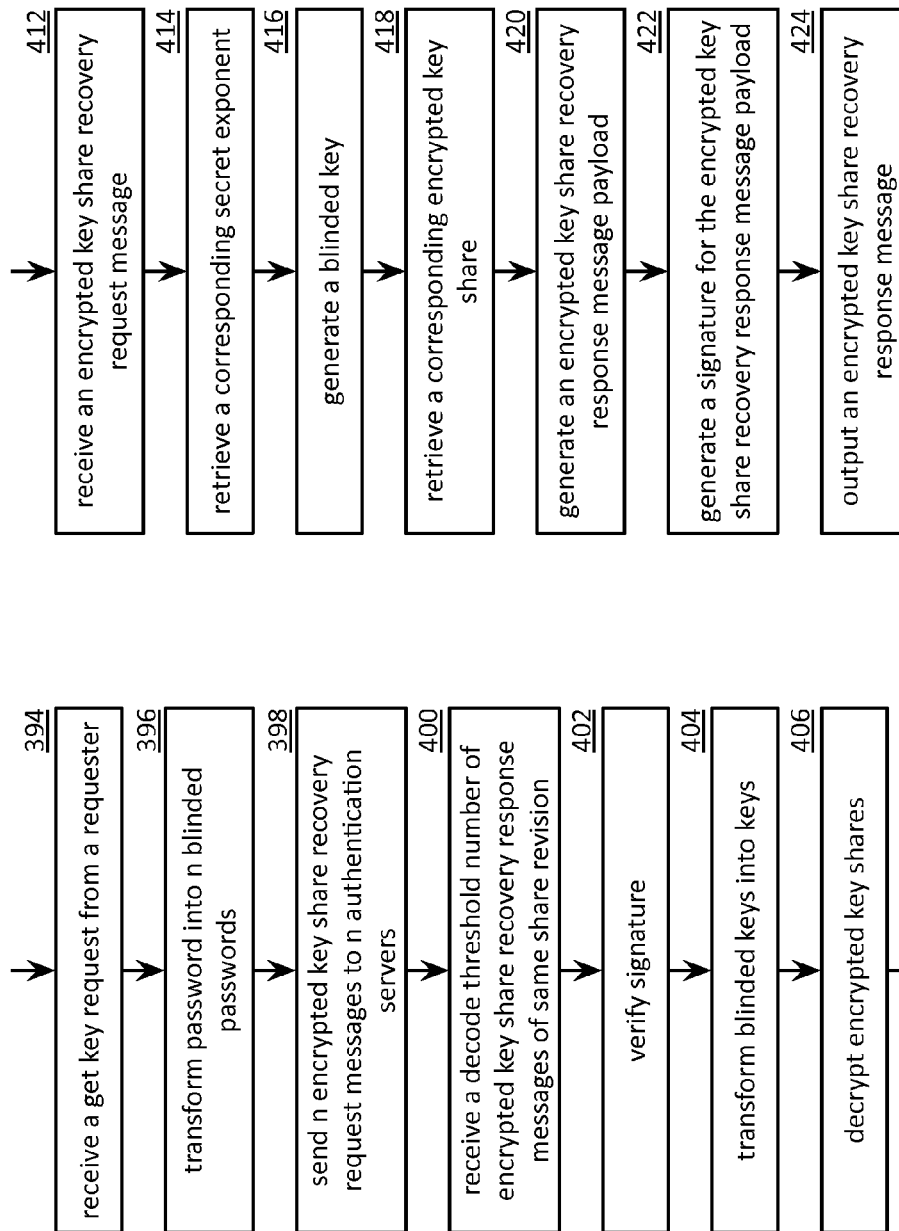 394
receive a get key request from a requester
396
transform password into n blinded
passwords
398
send n encrypted key share recovery
request messages to n authentication
servers
400
receive a decode threshold number of
encrypted key share recovery response
messages of same share revision
402
verify signature
404
transform blinded keys into keys
406
decrypt encrypted key shares
412
receive an encrypted key share recovery
request message
414
retrieve a corresponding secret exponent
416
generate a blinded key
418
retrieve a corresponding encrypted key
share
420
generate an encrypted key share recovery
response message payload
422
generate a signature for the encrypted key
share recovery response message payload
424
output an encrypted key share recovery
response message